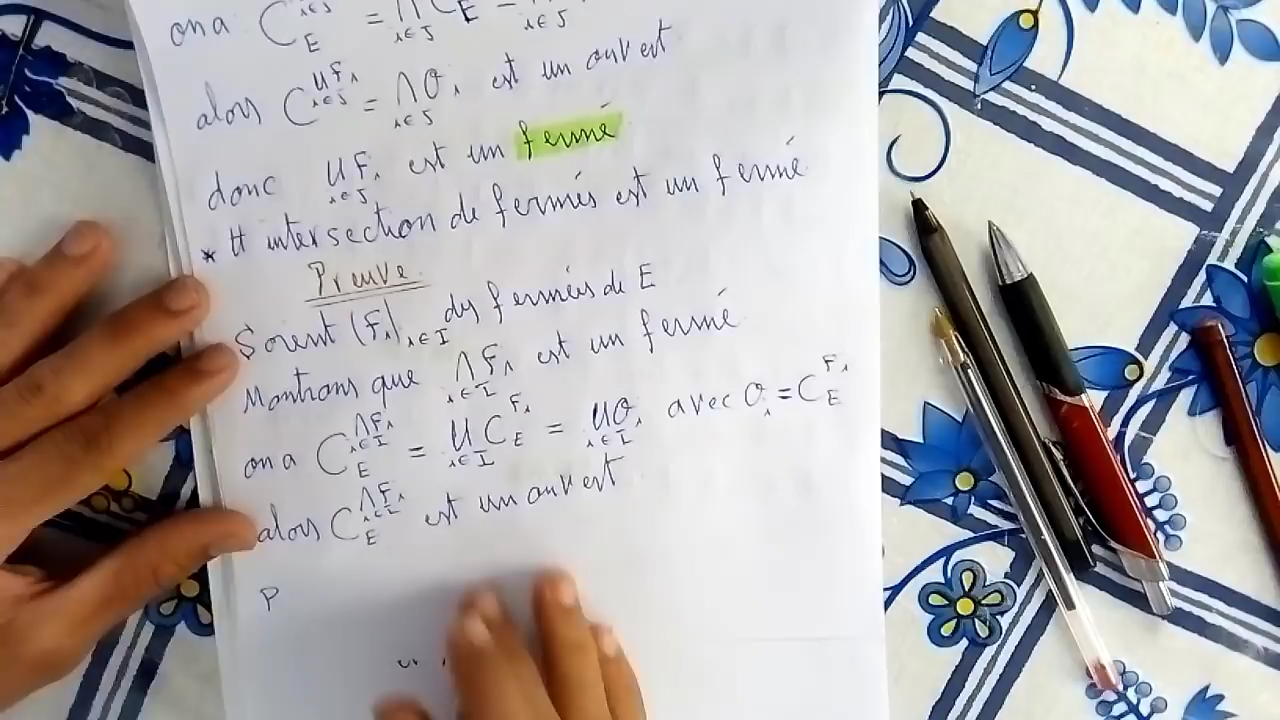 on a C_E = ∩_{λ∈J} C_E = _{λ∈J}
alors C^{∪_{λ∈J} F_λ} = ∩_{λ∈J} O_λ est un ouvert
donc ∪_{λ∈J} F_λ est un fermé
* # intersection de fermés est un fermé
Preuve
Soient (F_λ)_{λ∈I} des fermés de E
Montrons que ∩_{λ∈I} F_λ est un fermé
on a C_E^{∩_{λ∈I} F_λ} = ∪_{λ∈I} C_E^{F_λ} = ∪_{λ∈I} O_λ avec O_λ = C_E^{F_λ}
alors C_E^{∩_{λ∈I} F_λ} est un ouvert
P